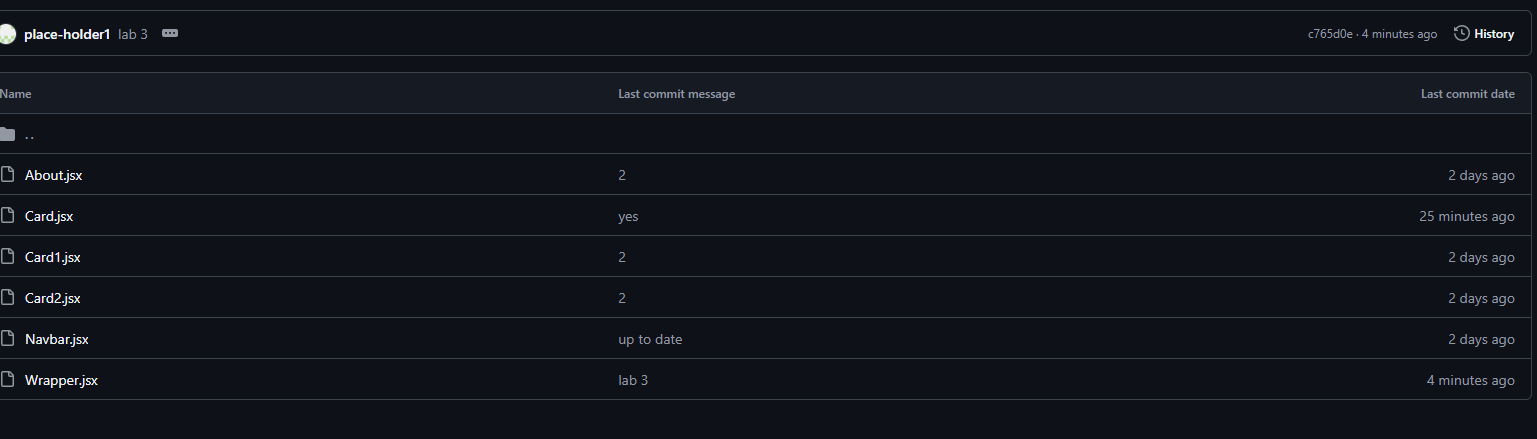 place-holder1 lab 3 ... c765d0e · 4 minutes ago History
Name Last commit message Last commit date
..
About.jsx 2 2 days ago
Card.jsx yes 25 minutes ago
Card1.jsx 2 2 days ago
Card2.jsx 2 2 days ago
Navbar.jsx up to date 2 days ago
Wrapper.jsx lab 3 4 minutes ago